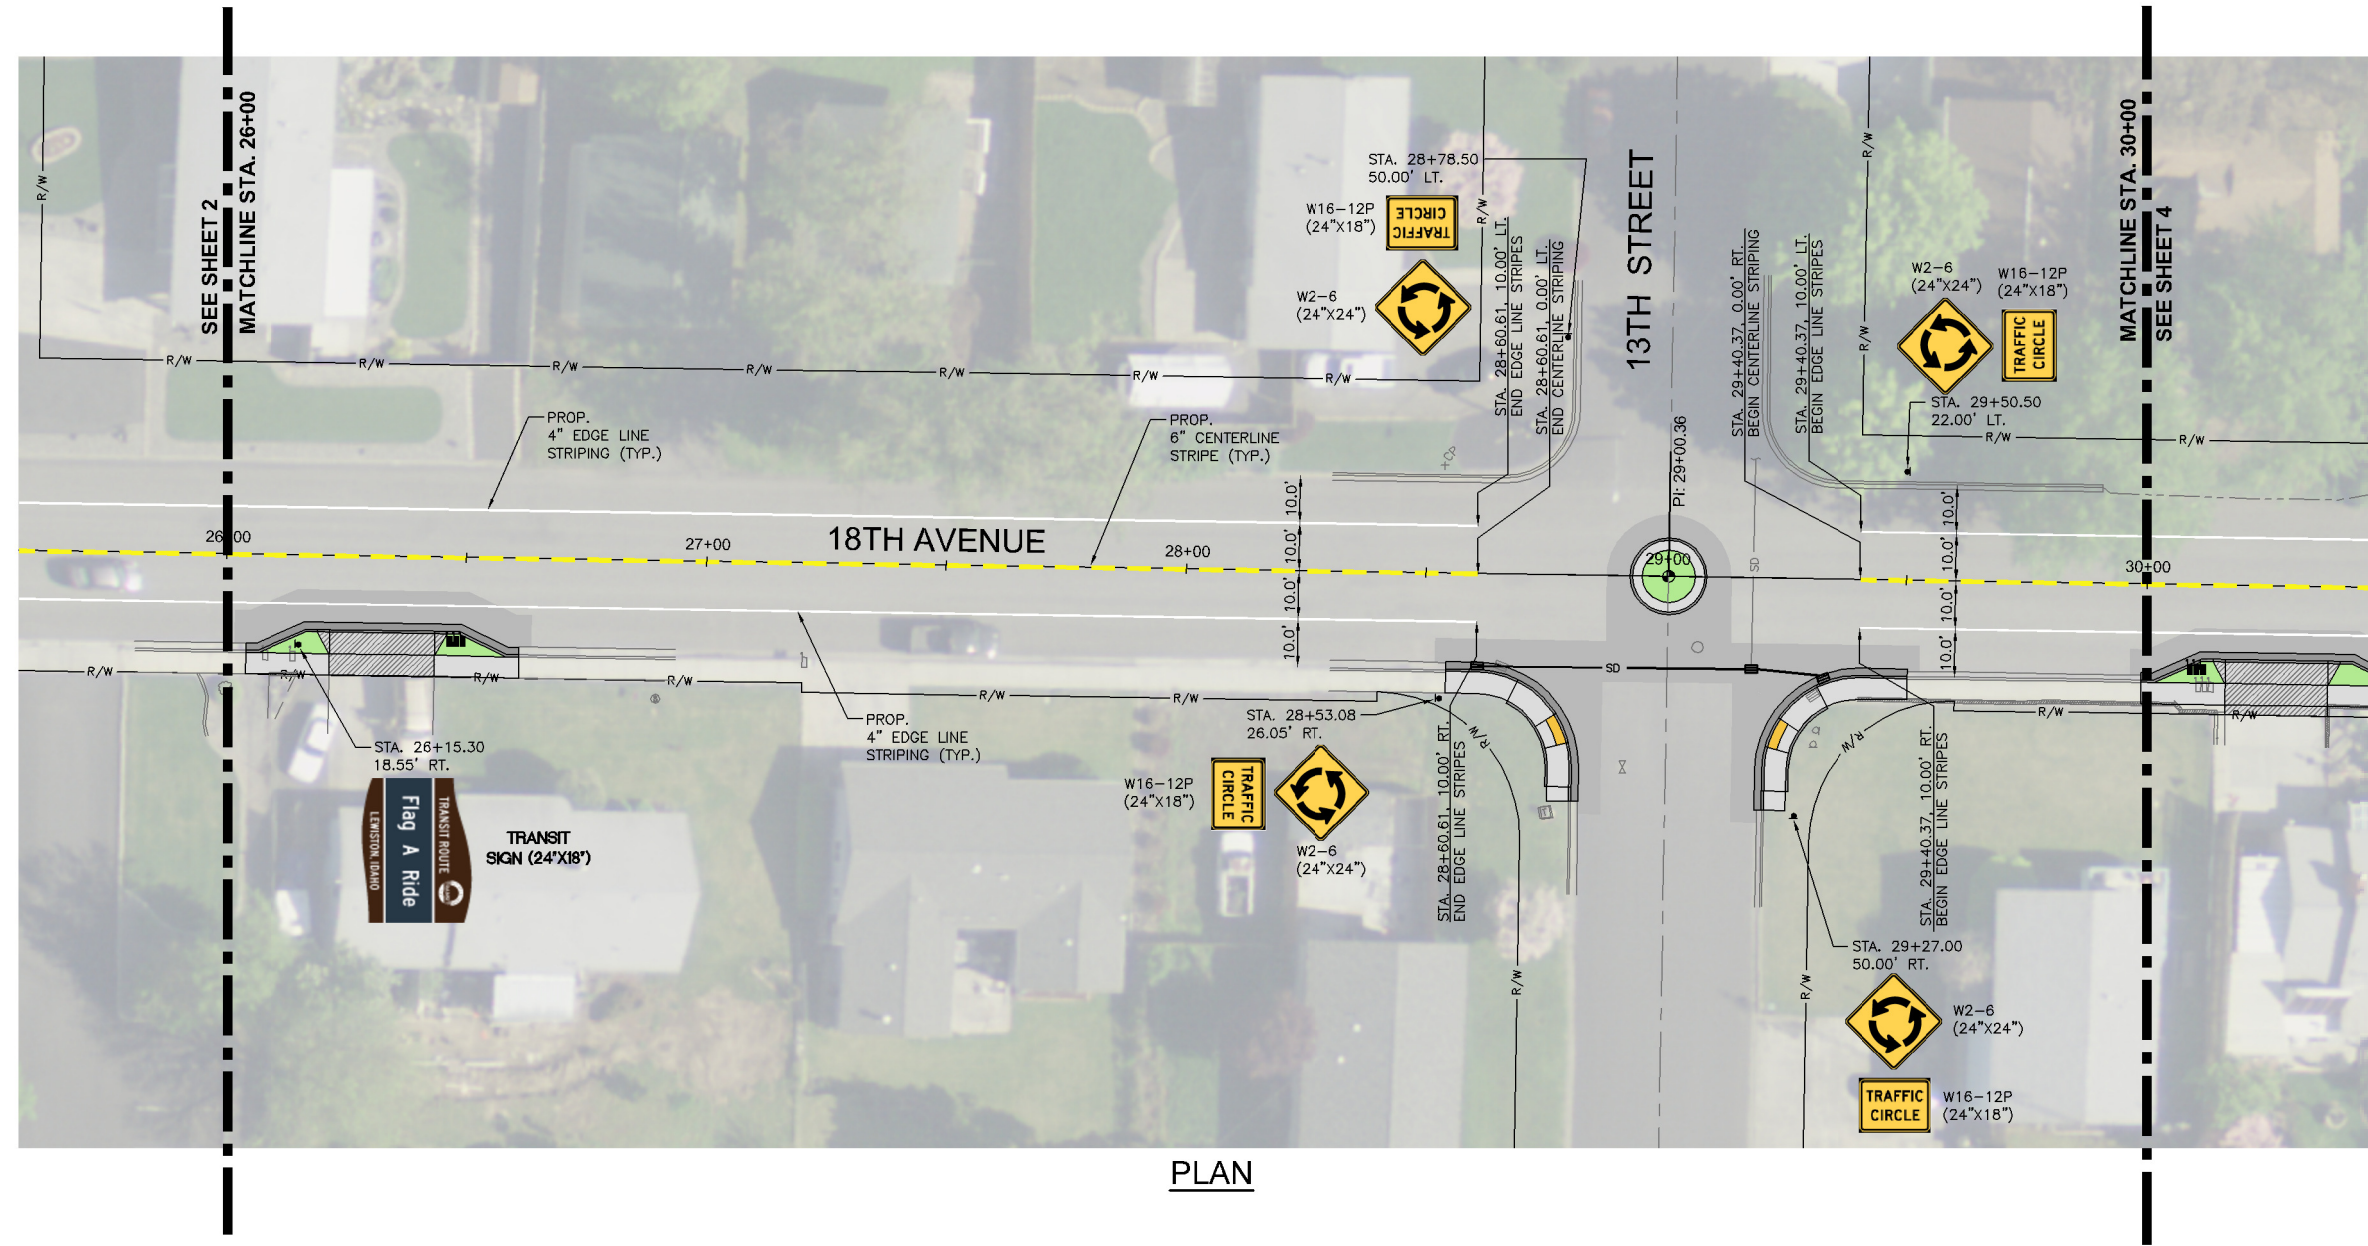 SEE SHEET 2
MATCHLINE STA. 26+00
R/W
R/W
R/W
R/W
R/W
R/W
R/W
R/W
PROP.
4" EDGE LINE
STRIPING (TYP.)
PROP.
6" CENTERLINE
STRIPE (TYP.)
STA. 28+78.50
50.00' LT.
W16-12P
(24"X18")
TRAFFIC
CIRCLE
W2-6
(24"X24")
R/W
STA. 28+60.61, 10.00' LT.
END EDGE LINE STRIPES
STA. 28+60.61, 0.00' LT.
END CENTERLINE STRIPING
13TH STREET
PI: 29+00.36
STA. 29+40.37, 0.00' RT.
BEGIN CENTERLINE STRIPING
STA. 29+40.37, 10.00' LT.
BEGIN EDGE LINE STRIPES
R/W
R/W
W2-6
(24"X24")
W16-12P
(24"X18")
TRAFFIC
CIRCLE
STA. 29+50.50
22.00' LT.
R/W
R/W
MATCHLINE STA. 30+00
SEE SHEET 4
CP
26+00
27+00
18TH AVENUE
28+00
29+00
30+00
10.0'
10.0'
10.0'
10.0'
10.0'
10.0'
10.0'
10.0'
SD
SD
R/W
R/W
R/W
R/W
R/W
R/W
R/W
R/W
R/W
R/W
STA. 26+15.30
18.55' RT.
TRANSIT ROUTE
Flag A Ride
LEWISTON, IDAHO
TRANSIT
SIGN (24"X18")
PROP.
4" EDGE LINE
STRIPING (TYP.)
STA. 28+53.08
26.05' RT.
W16-12P
(24"X18")
TRAFFIC
CIRCLE
W2-6
(24"X24")
STA. 28+60.61, 10.00' RT.
END EDGE LINE STRIPES
STA. 29+40.37, 10.00' RT.
BEGIN EDGE LINE STRIPES
R/W
R/W
STA. 29+27.00
50.00' RT.
W2-6
(24"X24")
TRAFFIC
CIRCLE
W16-12P
(24"X18")
PLAN